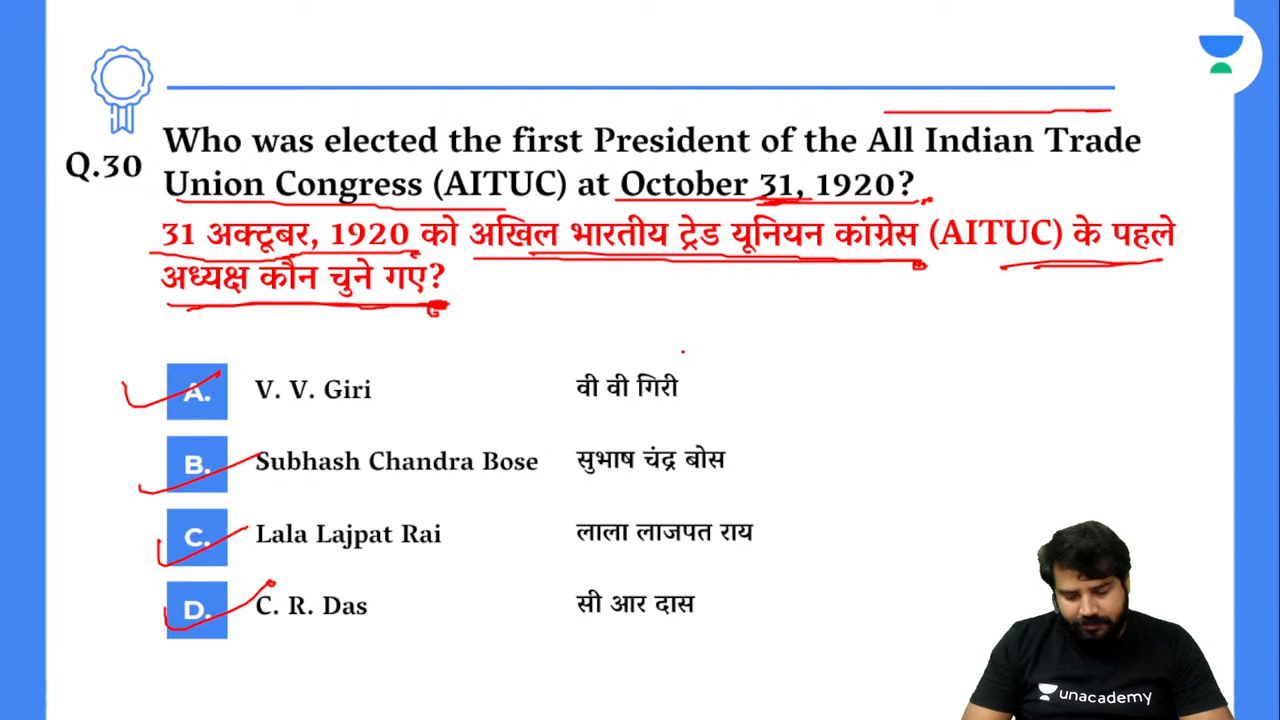 Who was elected the first President of the All Indian Trade
Q.30
Union Congress (AITUC) at October 31, 1920?
31 अक्टूबर, 1920 को अखिल भारतीय ट्रेड यूनियन कांग्रेस (AITUC) के पहले
अध्यक्ष कौन चुने गए?
A. V. V. Giri वी वी गिरी
B. Subhash Chandra Bose सुभाष चंद्र बोस
C. Lala Lajpat Rai लाला लाजपत राय
D. C. R. Das सी आर दास
unacademy